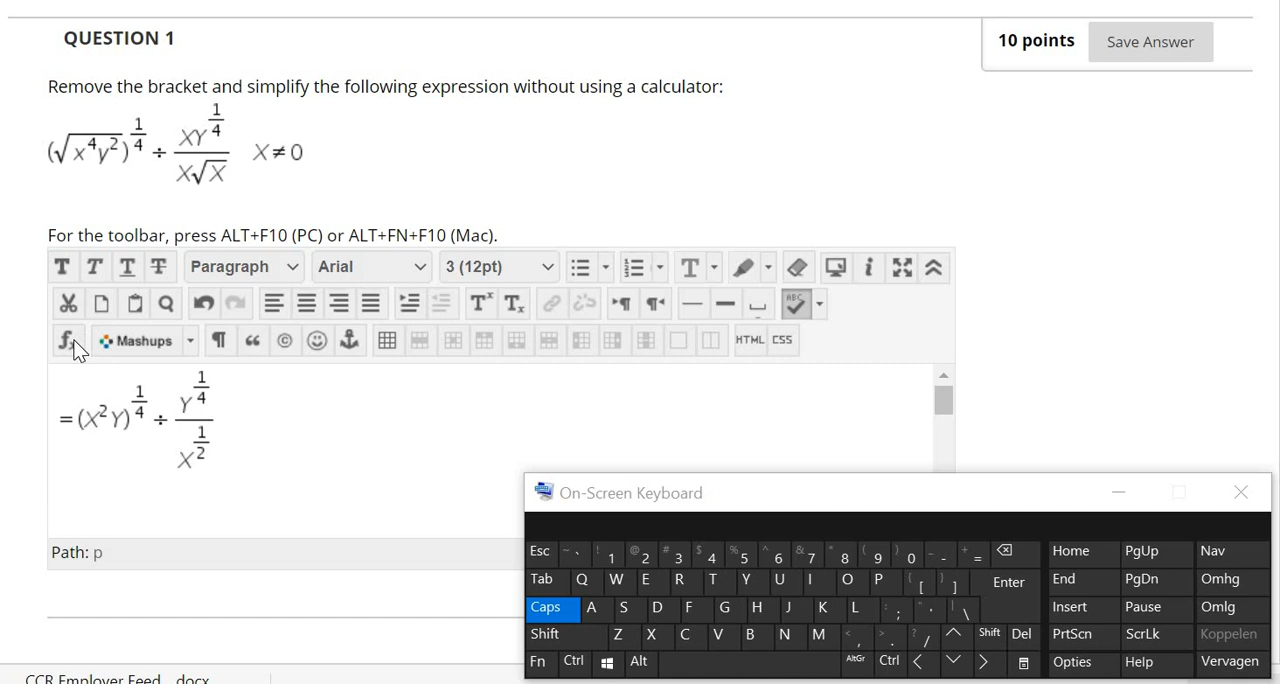 QUESTION 1
10 points
Save Answer
Remove the bracket and simplify the following expression without using a calculator:
(√x⁴y²)^(1/4) ÷ XY^(1/4) / X√X X≠0
For the toolbar, press ALT+F10 (PC) or ALT+FN+F10 (Mac).
T T T T Paragraph Arial 3 (12pt) T i
Tˣ Tₓ ¶ ¶ ABC
fx Mashups ¶ “ © HTML CSS
= (X²Y)^(1/4) ÷ Y^(1/4) / X^(1/2)
Path: p
On-Screen Keyboard
Esc ~ ` ! 1 @ 2 # 3 $ 4 % 5 ^ 6 & 7 * 8 ( 9 ) 0 _ - + = Home PgUp Nav
Tab Q W E R T Y U I O P { [ } ] Enter End PgDn Omhg
Caps A S D F G H J K L : ; " ' | \ Insert Pause Omlg
Shift Z X C V B N M < , > . ? / Shift Del PrtScn ScrLk Koppelen
Fn Ctrl Alt AltGr Ctrl Opties Help Vervagen
CCR Employer Feed....docx